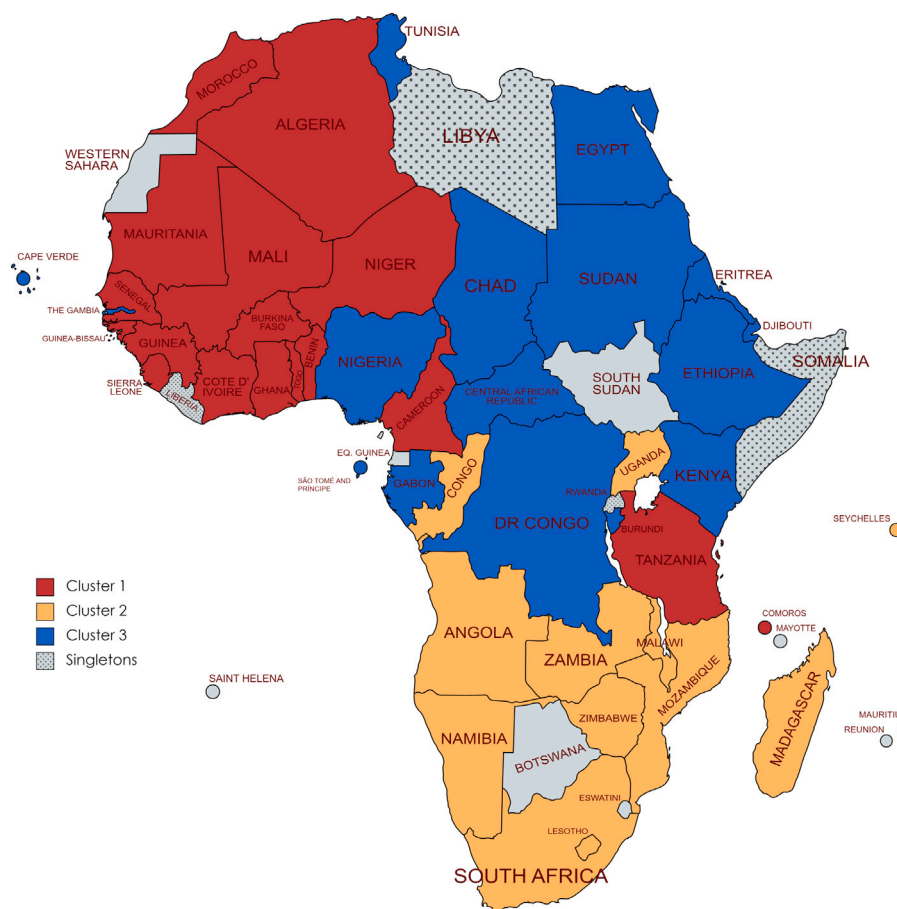 TUNISIA
MOROCCO
ALGERIA
LIBYA
EGYPT
WESTERN
SAHARA
MAURITANIA
MALI
NIGER
CAPE VERDE
CHAD
SUDAN
ERITREA
SENEGAL
THE GAMBIA
BURKINA
FASO
DJIBOUTI
GUINEA-BISSAU
GUINEA
BENIN
NIGERIA
SOMALIA
ETHIOPIA
SOUTH
SUDAN
SIERRA
LEONE
LIBERIA
COTE D'
IVOIRE
GHANA
TOGO
CENTRAL AFRICAN
REPUBLIC
CAMEROON
EQ. GUINEA
CONGO
UGANDA
KENYA
SÃO TOMÉ AND
PRÍNCIPE
GABON
RWANDA
DR CONGO
BURUNDI
SEYCHELLES
TANZANIA
Cluster 1
Cluster 2
Cluster 3
Singletons
COMOROS
MAYOTTE
ANGOLA
MALAWI
ZAMBIA
SAINT HELENA
MOZAMBIQUE
MADAGASCAR
ZIMBABWE
MAURITIU
REUNION
NAMIBIA
BOTSWANA
ESWATINI
LESOTHO
SOUTH AFRICA